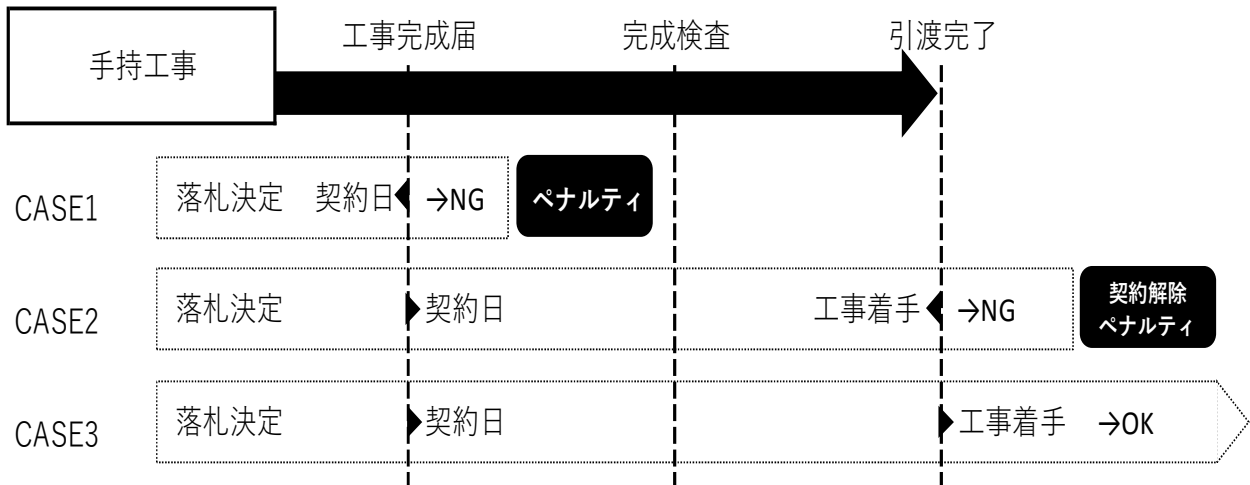 工事完成届 完成検査 引渡完了
手持工事
CASE1 落札決定 契約日 →NG ペナルティ
CASE2 落札決定 契約日 工事着手 →NG 契約解除
ペナルティ
CASE3 落札決定 契約日 工事着手 →OK